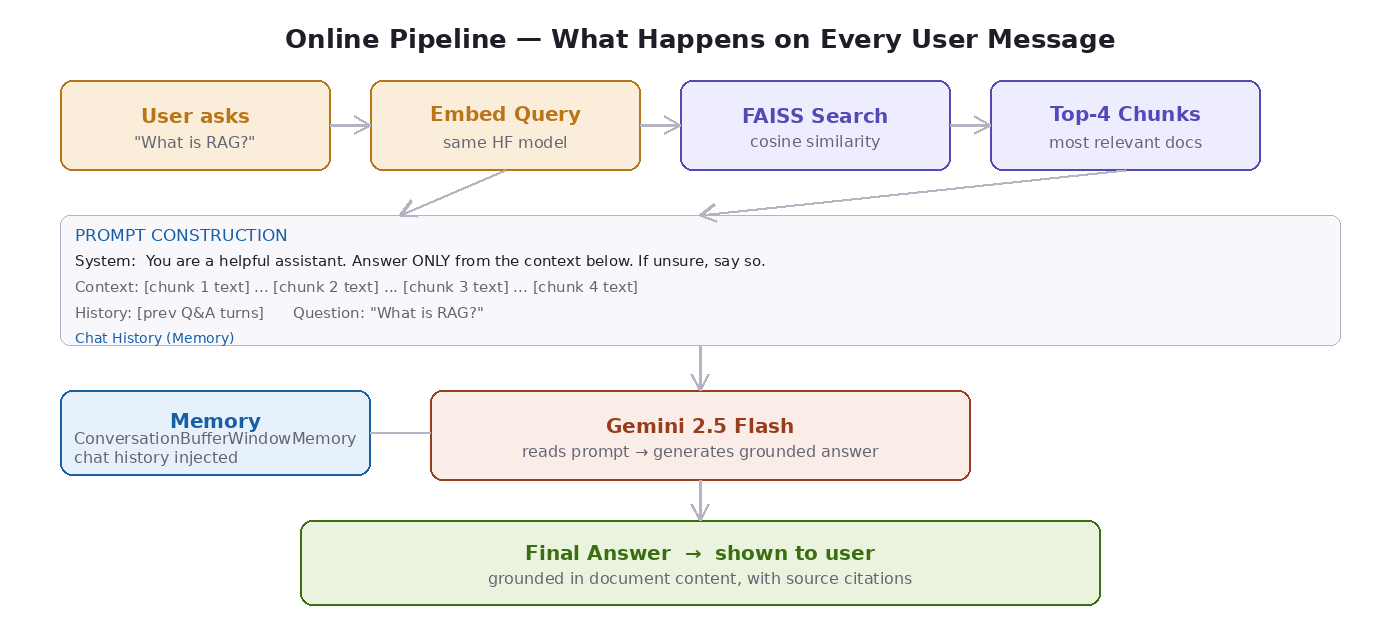 Online Pipeline — What Happens on Every User Message
User asks
"What is RAG?"
Embed Query
same HF model
FAISS Search
cosine similarity
Top-4 Chunks
most relevant docs
PROMPT CONSTRUCTION
System:  You are a helpful assistant. Answer ONLY from the context below. If unsure, say so.
Context: [chunk 1 text] ... [chunk 2 text] ... [chunk 3 text] ... [chunk 4 text]
History: [prev Q&A turns]      Question: "What is RAG?"
Chat History (Memory)
Memory
ConversationBufferWindowMemory
chat history injected
Gemini 2.5 Flash
reads prompt → generates grounded answer
Final Answer  →  shown to user
grounded in document content, with source citations